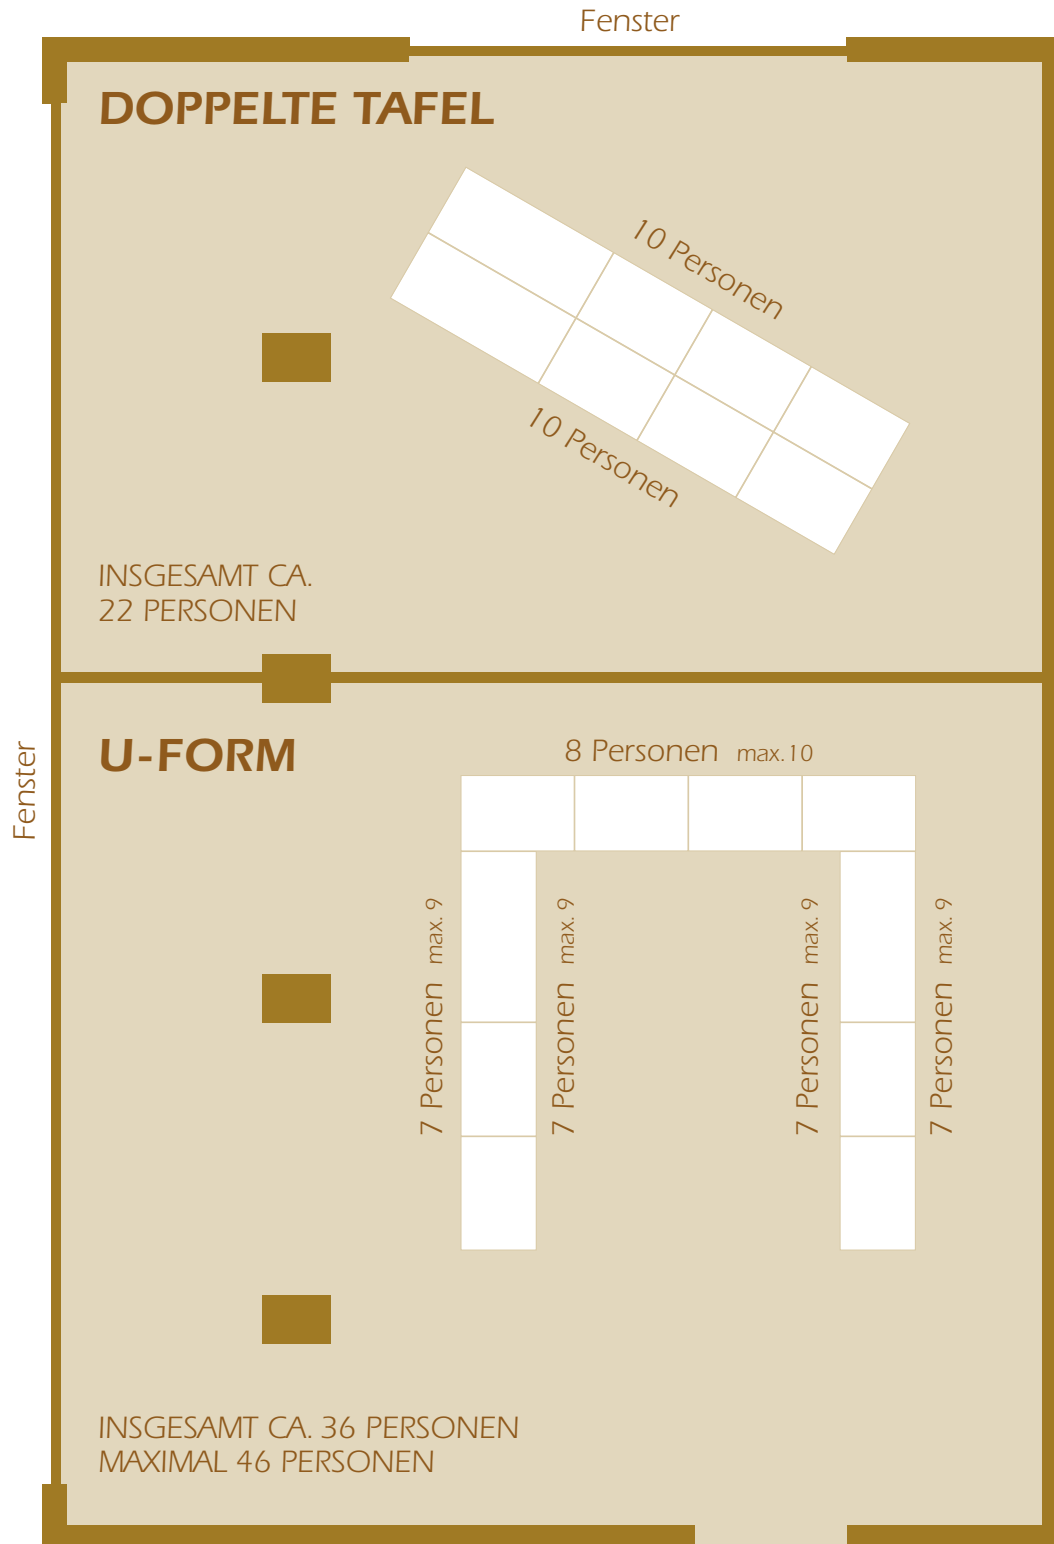 Fenster
DOPPELTE TAFEL
10 Personen
10 Personen
INSGESAMT CA.
22 PERSONEN
Fenster
U-FORM
8 Personen max.10
7 Personen max. 9
7 Personen max. 9
7 Personen max. 9
7 Personen max. 9
INSGESAMT CA. 36 PERSONEN
MAXIMAL 46 PERSONEN